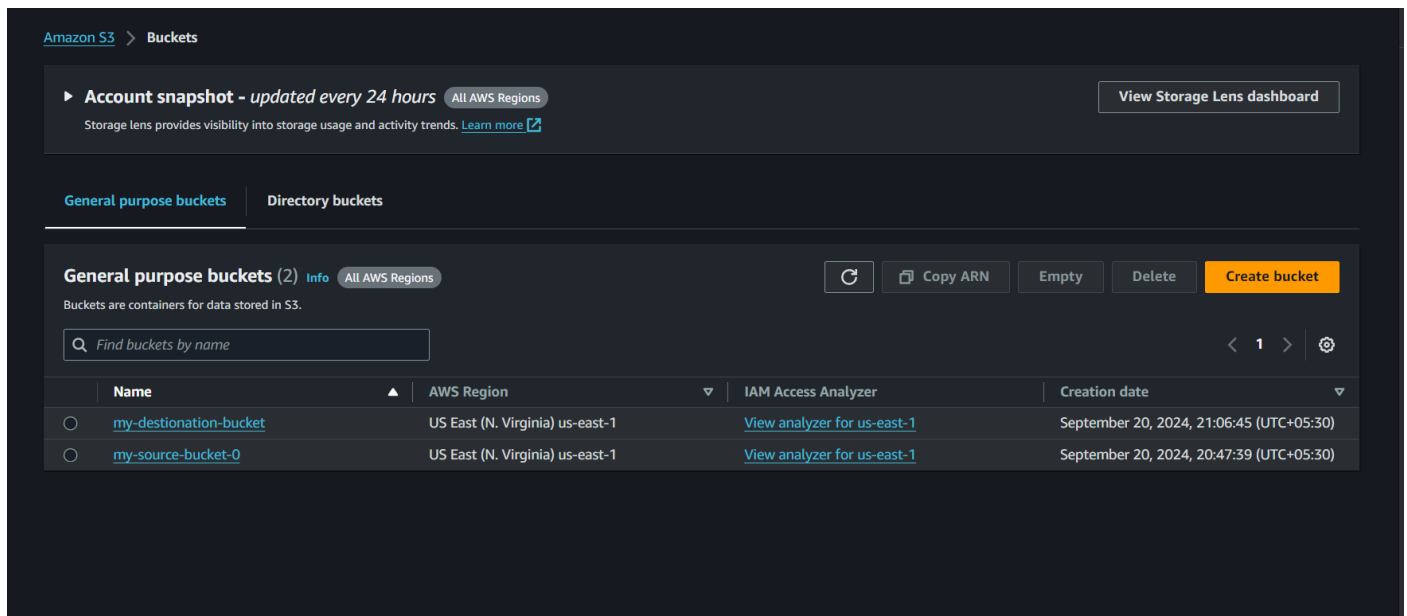 Amazon S3 > Buckets
Account snapshot - updated every 24 hours All AWS Regions
View Storage Lens dashboard
Storage lens provides visibility into storage usage and activity trends. Learn more
General purpose buckets Directory buckets
General purpose buckets (2) Info All AWS Regions
Copy ARN Empty Delete Create bucket
Buckets are containers for data stored in S3.
Find buckets by name
< 1 >
Name AWS Region IAM Access Analyzer Creation date
my-destionation-bucket US East (N. Virginia) us-east-1 View analyzer for us-east-1 September 20, 2024, 21:06:45 (UTC+05:30)
my-source-bucket-0 US East (N. Virginia) us-east-1 View analyzer for us-east-1 September 20, 2024, 20:47:39 (UTC+05:30)